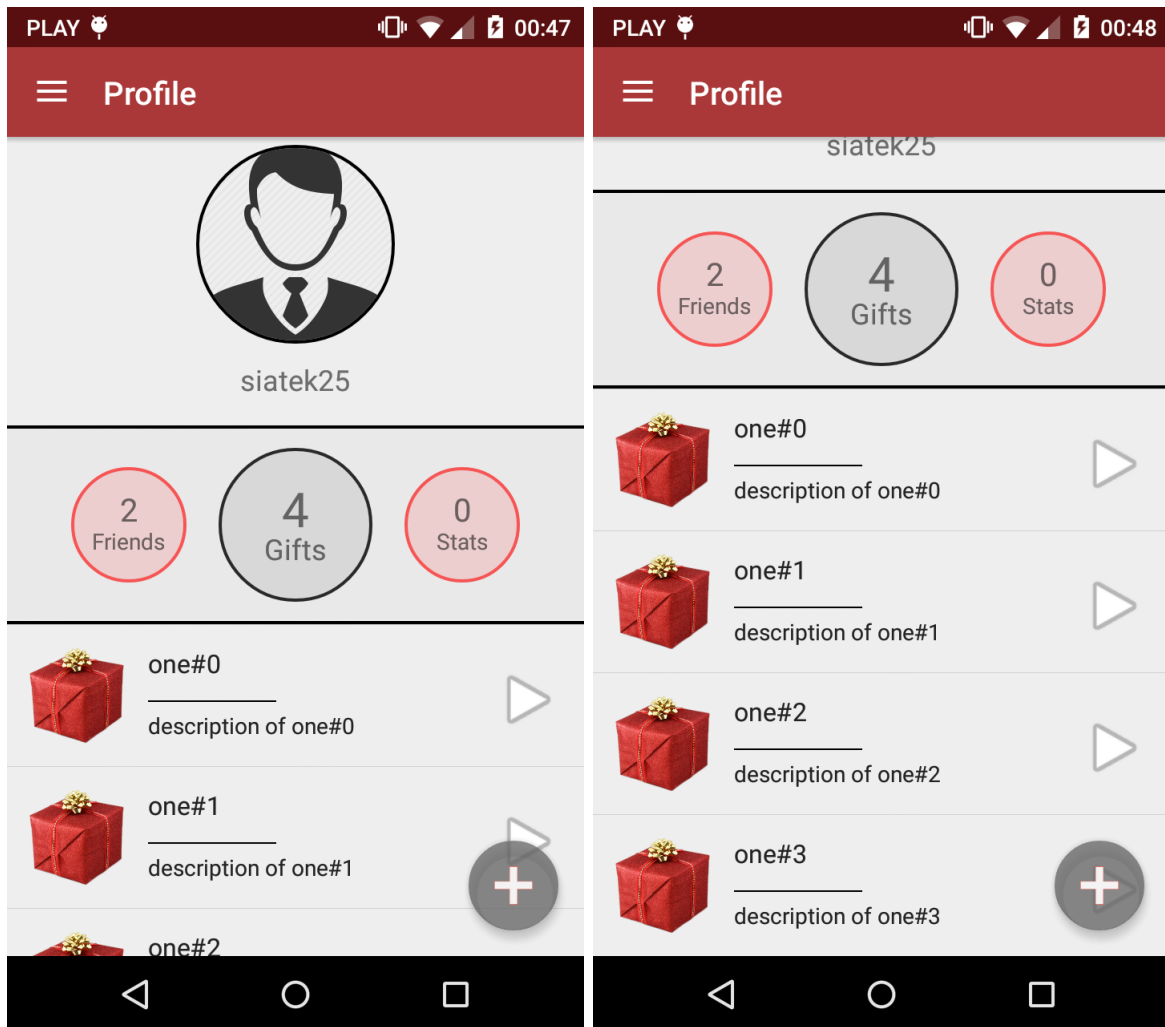 PLAY 00:47
Profile
siatek25
2 4 0
Friends Gifts Stats
one#0
description of one#0
one#1
description of one#1
one#2
PLAY 00:48
Profile
siatek25
2 4 0
Friends Gifts Stats
one#0
description of one#0
one#1
description of one#1
one#2
description of one#2
one#3
description of one#3